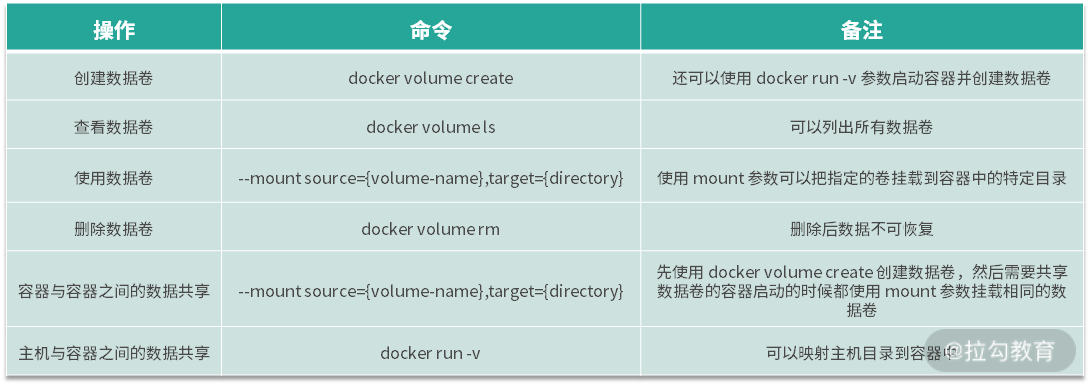 操作 命令 备注
创建数据卷 docker volume create 还可以使用 docker run -v 参数启动容器并创建数据卷
查看数据卷 docker volume ls 可以列出所有数据卷
使用数据卷 --mount source={volume-name},target={directory} 使用 mount 参数可以把指定的卷挂载到容器中的特定目录
删除数据卷 docker volume rm 删除后数据不可恢复
容器与容器之间的数据共享 --mount source={volume-name},target={directory} 先使用 docker volume create 创建数据卷，然后需要共享
数据卷的容器启动的时候都使用 mount 参数挂载相同的数
据卷
主机与容器之间的数据共享 docker run -v 可以映射主机目录到容器中
@拉勾教育